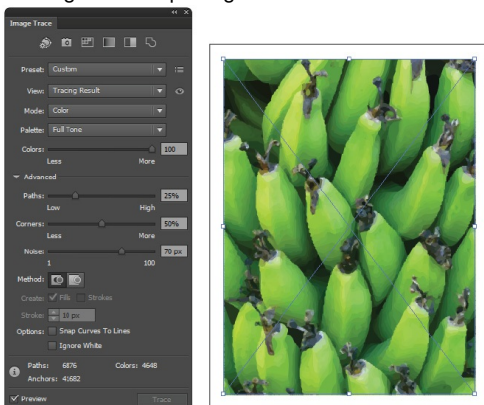 Image Trace
Preset: Custom
View: Tracing Result
Mode: Color
Palette: Full Tone
Colors: 100
Less More
Advanced
Paths: 25%
Low High
Corners: 50%
Less More
Noise: 70 px
1 100
Method:
Create: Fills Strokes
Stroke: 10 px
Options: Snap Curves To Lines
Ignore White
Paths: 6876 Colors: 4648
Anchors: 41682
Preview Trace